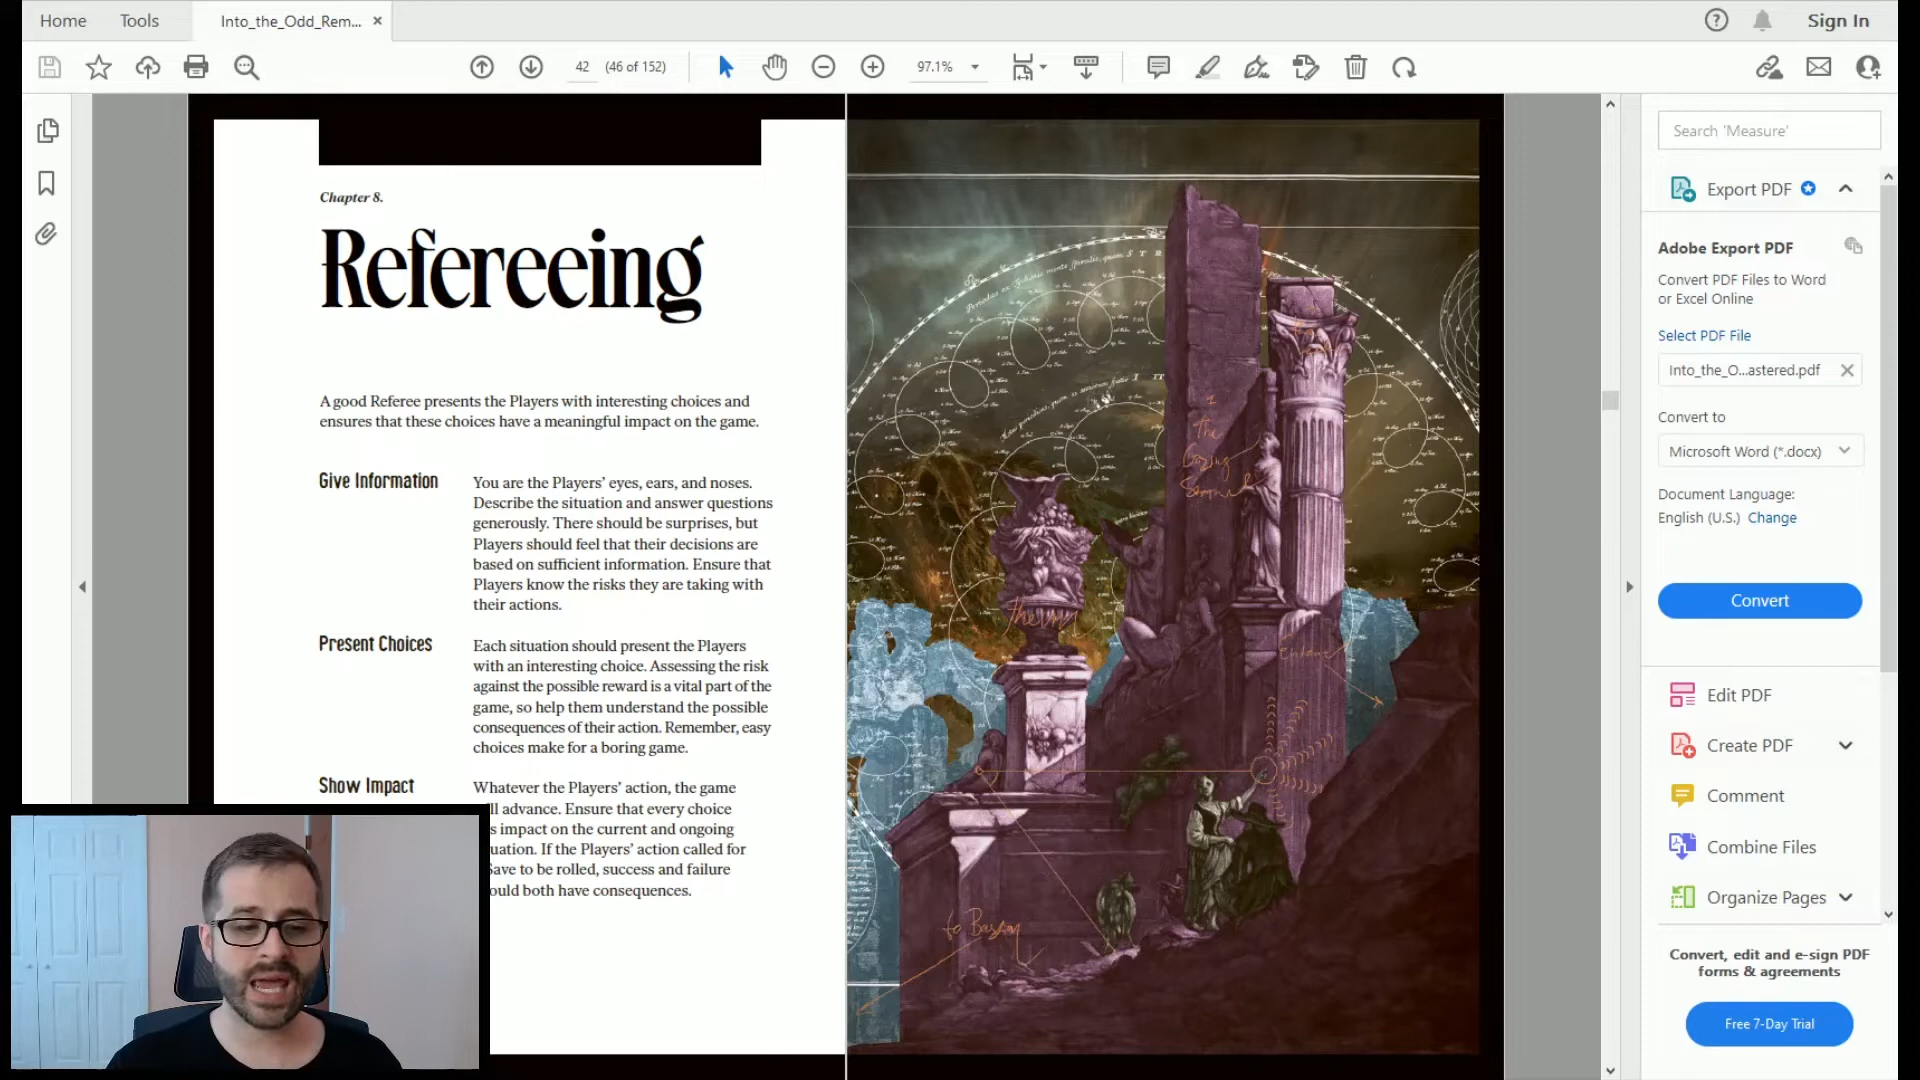 Home
Tools
Into_the_Odd_Rem...
Sign In
42
(46 of 152)
97.1%
Chapter 8.
Refereeing
A good Referee presents the Players with interesting choices and
ensures that these choices have a meaningful impact on the game.
Give Information
You are the Players' eyes, ears, and noses.
Describe the situation and answer questions
generously. There should be surprises, but
Players should feel that their decisions are
based on sufficient information. Ensure that
Players know the risks they are taking with
their actions.
Present Choices
Each situation should present the Players
with an interesting choice. Assessing the risk
against the possible reward is a vital part of the
game, so help them understand the possible
consequences of their action. Remember, easy
choices make for a boring game.
Show Impact
Whatever the Players' action, the game
ll advance. Ensure that every choice
s impact on the current and ongoing
uation. If the Players' action called for
Save to be rolled, success and failure
ould both have consequences.
the
to Basson
Search 'Measure'
Export PDF
Adobe Export PDF
Convert PDF Files to Word
or Excel Online
Select PDF File
Into_the_O...astered.pdf
Convert to
Microsoft Word (*.docx)
Document Language:
English (U.S.) Change
Convert
Edit PDF
Create PDF
Comment
Combine Files
Organize Pages
Convert, edit and e-sign PDF
forms & agreements
Free 7-Day Trial